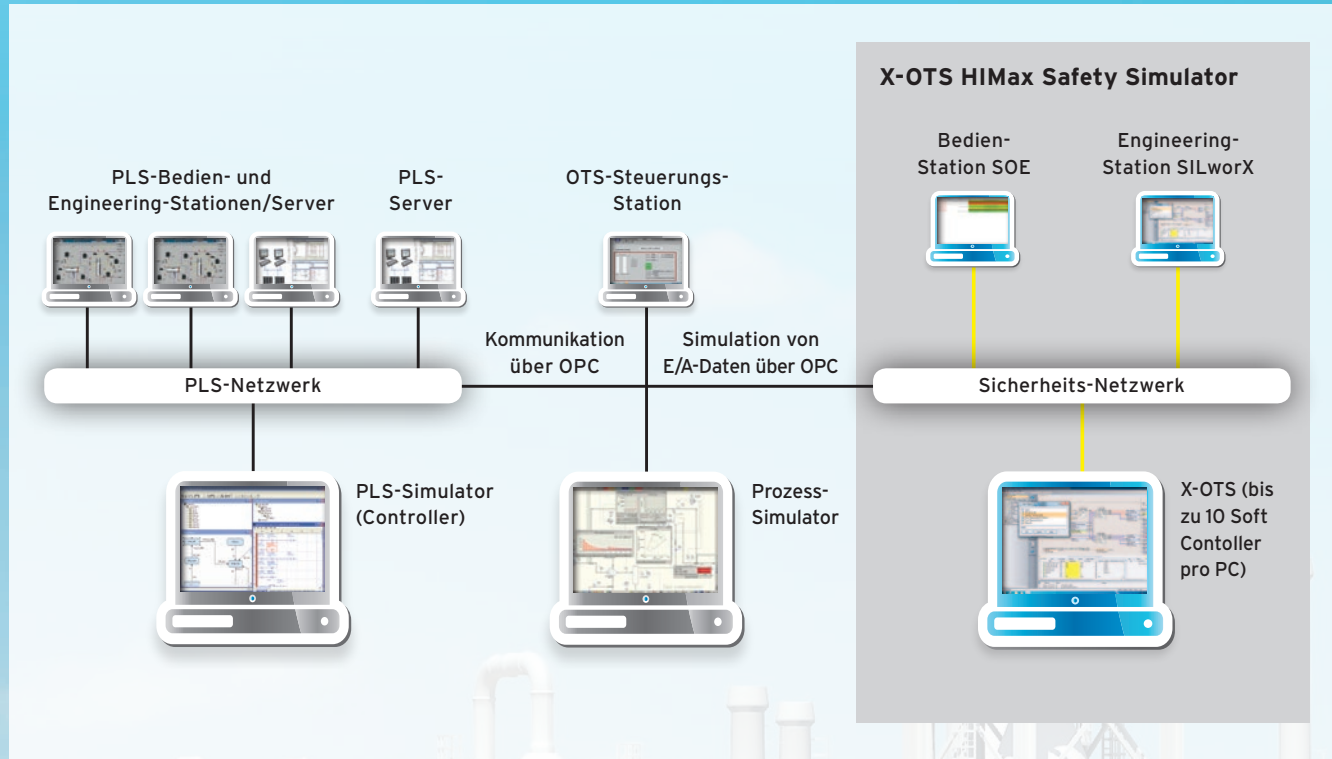 X-OTS HIMax Safety Simulator
Bedien-
Station SOE
Engineering-
Station SILworX
PLS-Bedien- und
Engineering-Stationen/Server
PLS-
Server
OTS-Steuerungs-
Station
Kommunikation
über OPC
Simulation von
E/A-Daten über OPC
PLS-Netzwerk
Sicherheits-Netzwerk
PLS-Simulator
(Controller)
Prozess-
Simulator
X-OTS (bis
zu 10 Soft
Contoller
pro PC)